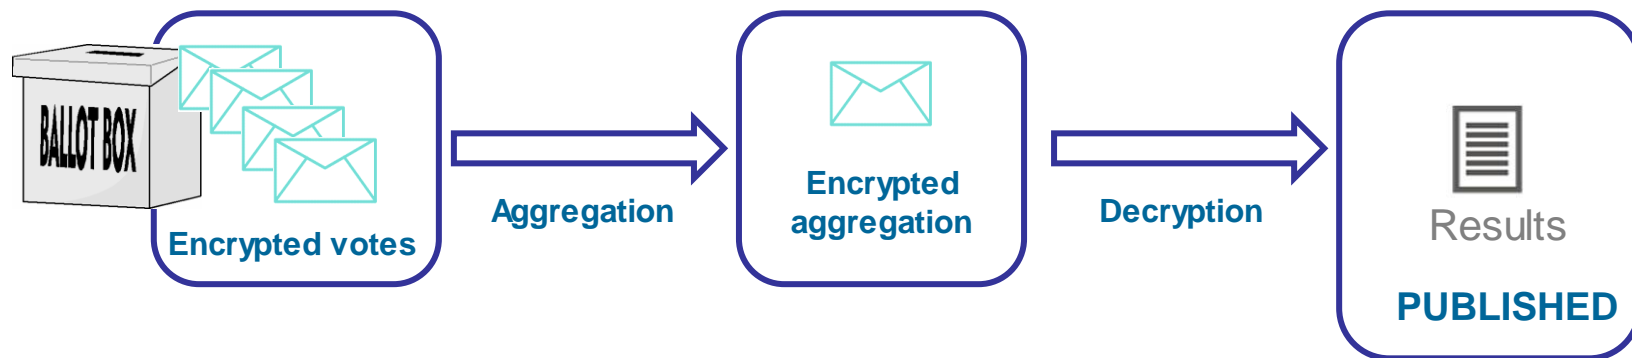 BALLOT BOX
Encrypted votes
Aggregation
Encrypted
aggregation
Decryption
Results
PUBLISHED